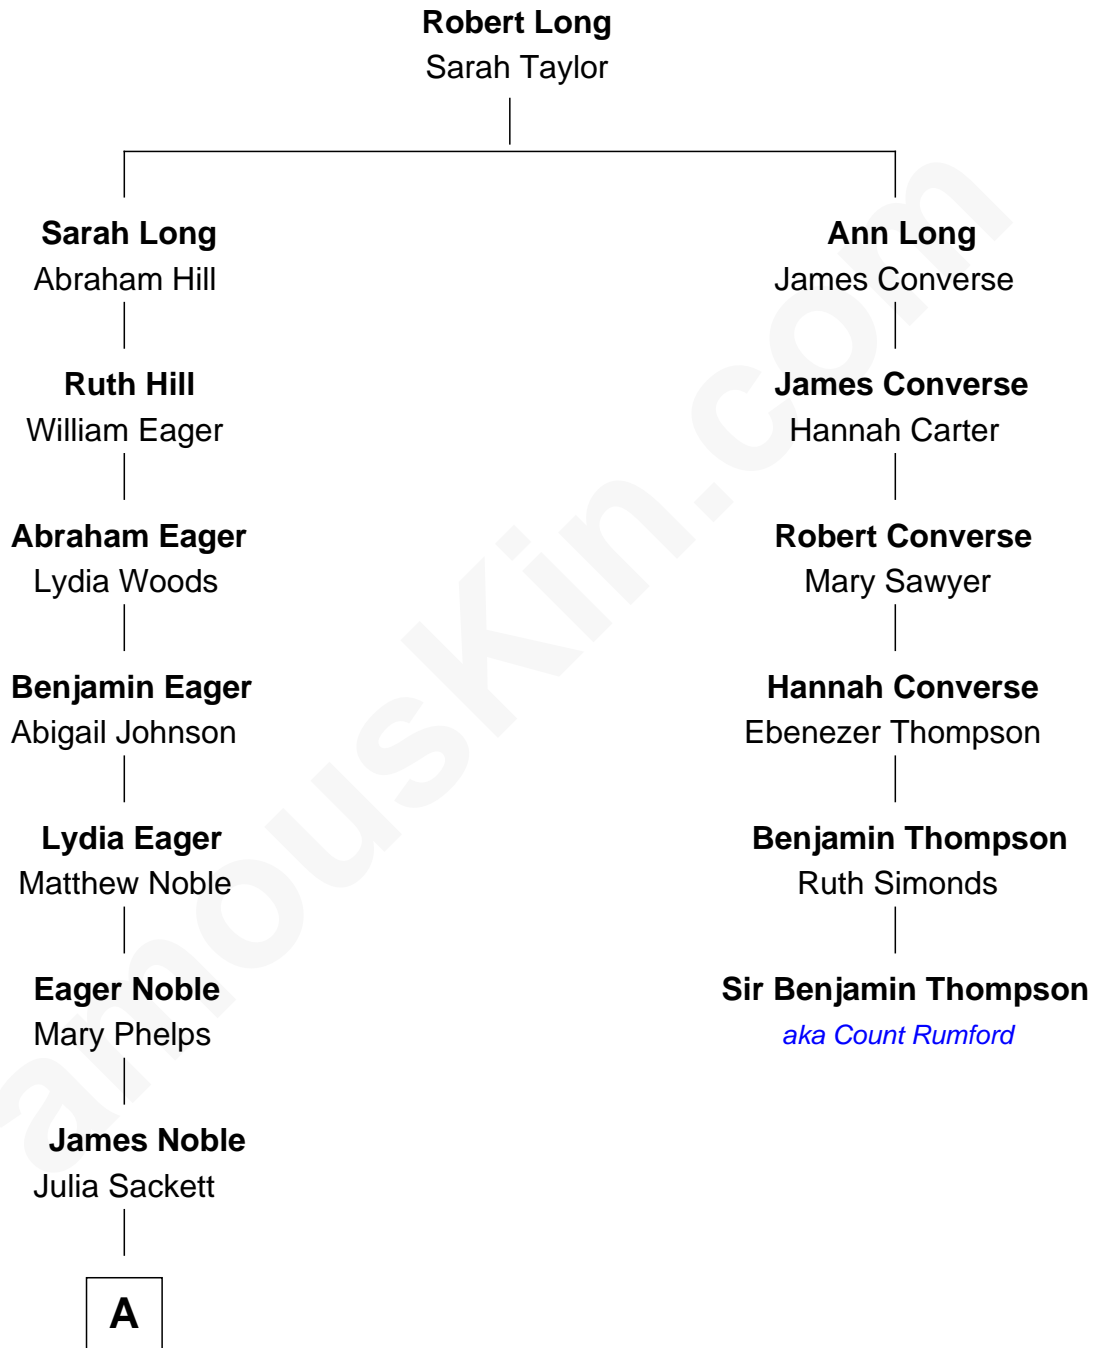 Robert Long
Sarah Taylor
Sarah Long
Abraham Hill
Ruth Hill
William Eager
Abraham Eager
Lydia Woods
Benjamin Eager
Abigail Johnson
Lydia Eager
Matthew Noble
Eager Noble
Mary Phelps
James Noble
Julia Sackett
A
Ann Long
James Converse
James Converse
Hannah Carter
Robert Converse
Mary Sawyer
Hannah Converse
Ebenezer Thompson
Benjamin Thompson
Ruth Simonds
Sir Benjamin Thompson
aka Count Rumford
amousKin.com